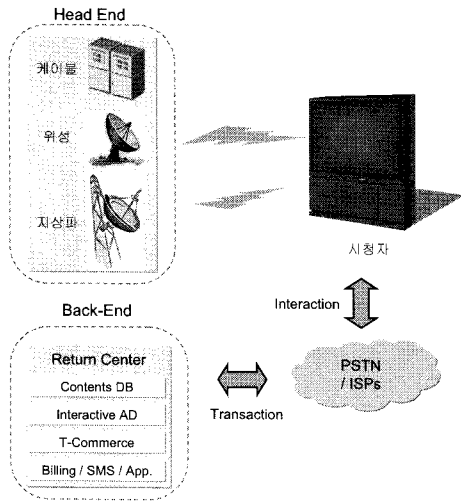 Head End
케이블
위성
지상파
시청자
Interaction
Back-End
Return Center
Contents DB
Interactive AD
T-Commerce
Billing / SMS / App.
Transaction
PSTN
/ ISPs